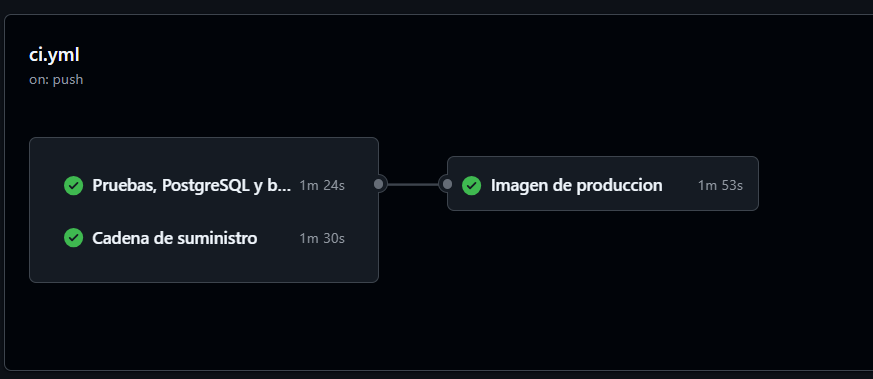 ci.yml
on: push
Pruebas, PostgreSQL y b... 1m 24s
Imagen de produccion 1m 53s
Cadena de suministro 1m 30s